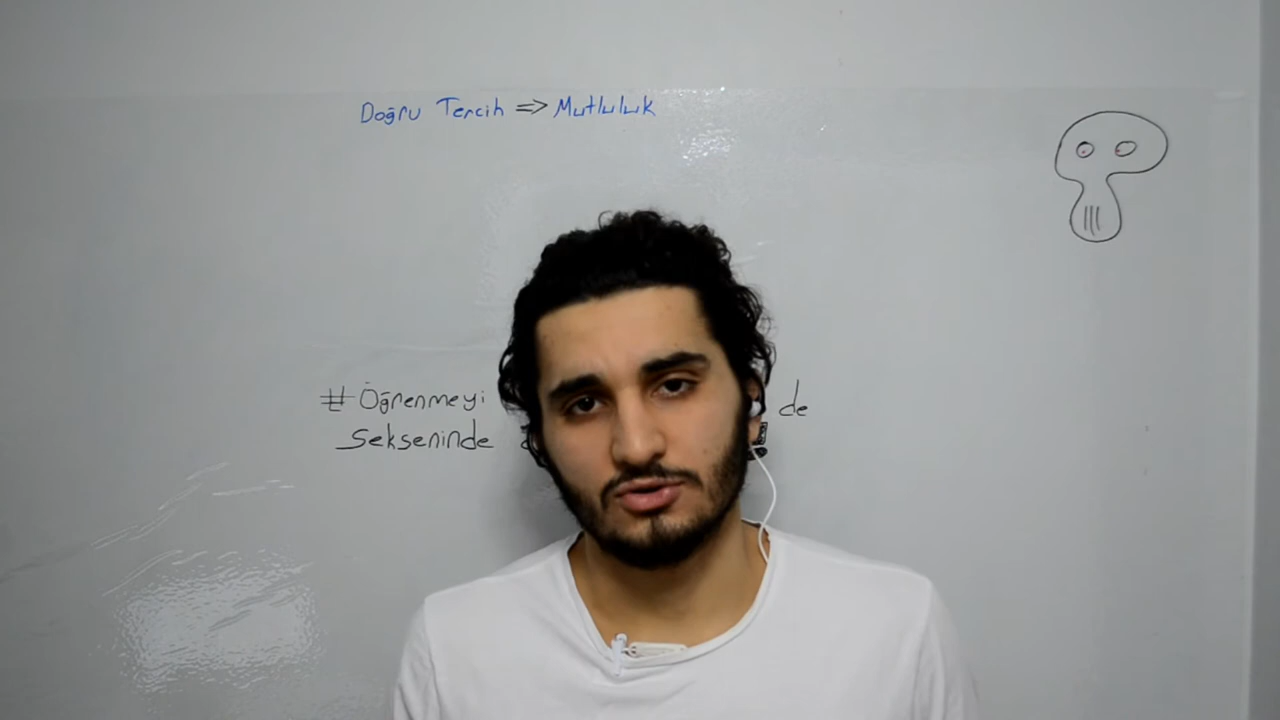 Doğru Tercih => Mutluluk
#Öğrenmeyi de
Sekseninde